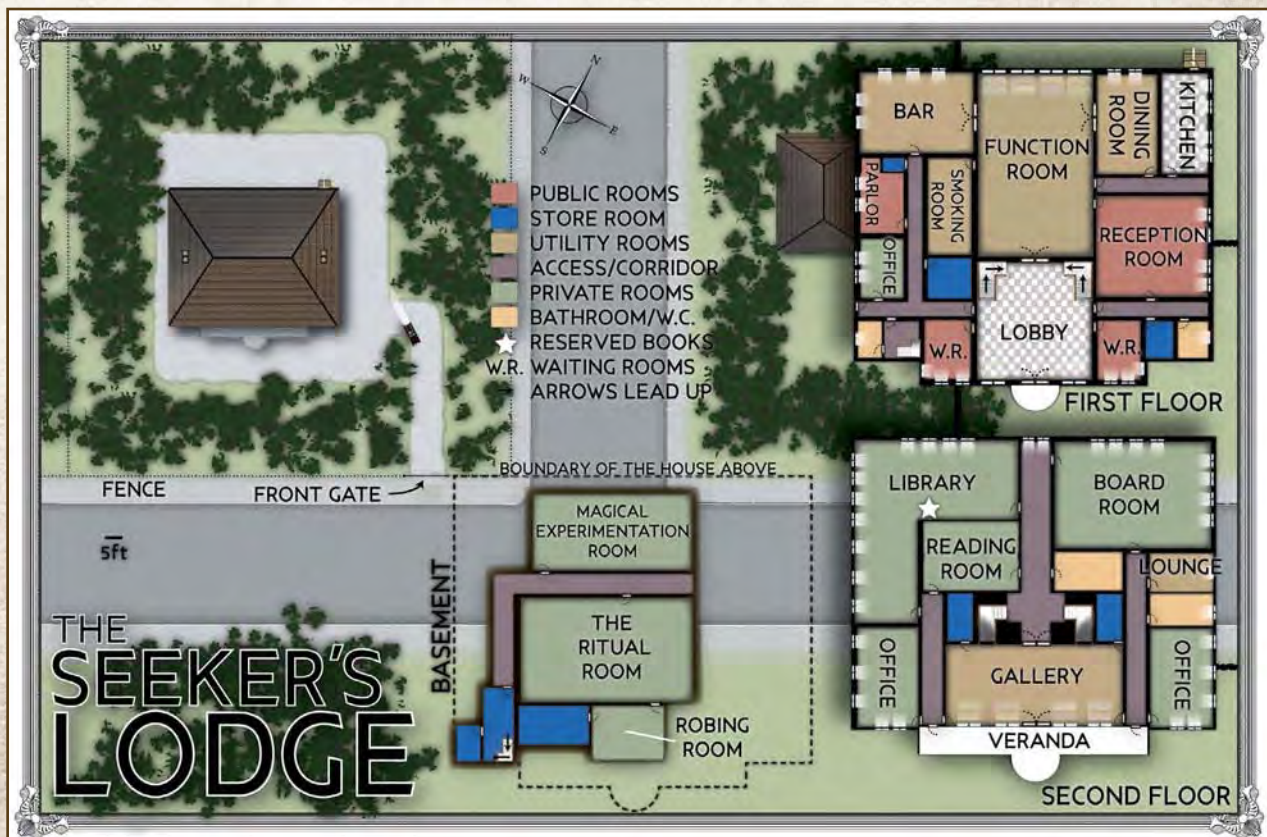 N
W
E
S
PUBLIC ROOMS
STORE ROOM
UTILITY ROOMS
ACCESS/CORRIDOR
PRIVATE ROOMS
BATHROOM/W.C.
RESERVED BOOKS
W.R. WAITING ROOMS
ARROWS LEAD UP
BAR
FUNCTION
ROOM
DINING
ROOM
KITCHEN
PARLOR
SMOKING
ROOM
OFFICE
RECEPTION
ROOM
LOBBY
W.R.
W.R.
FIRST FLOOR
FENCE
FRONT GATE
5ft
BOUNDARY OF THE HOUSE ABOVE
BASEMENT
MAGICAL
EXPERIMENTATION
ROOM
THE
RITUAL
ROOM
ROBING
ROOM
LIBRARY
BOARD
ROOM
READING
ROOM
LOUNGE
OFFICE
GALLERY
OFFICE
VERANDA
SECOND FLOOR
THE
SEEKER'S
LODGE